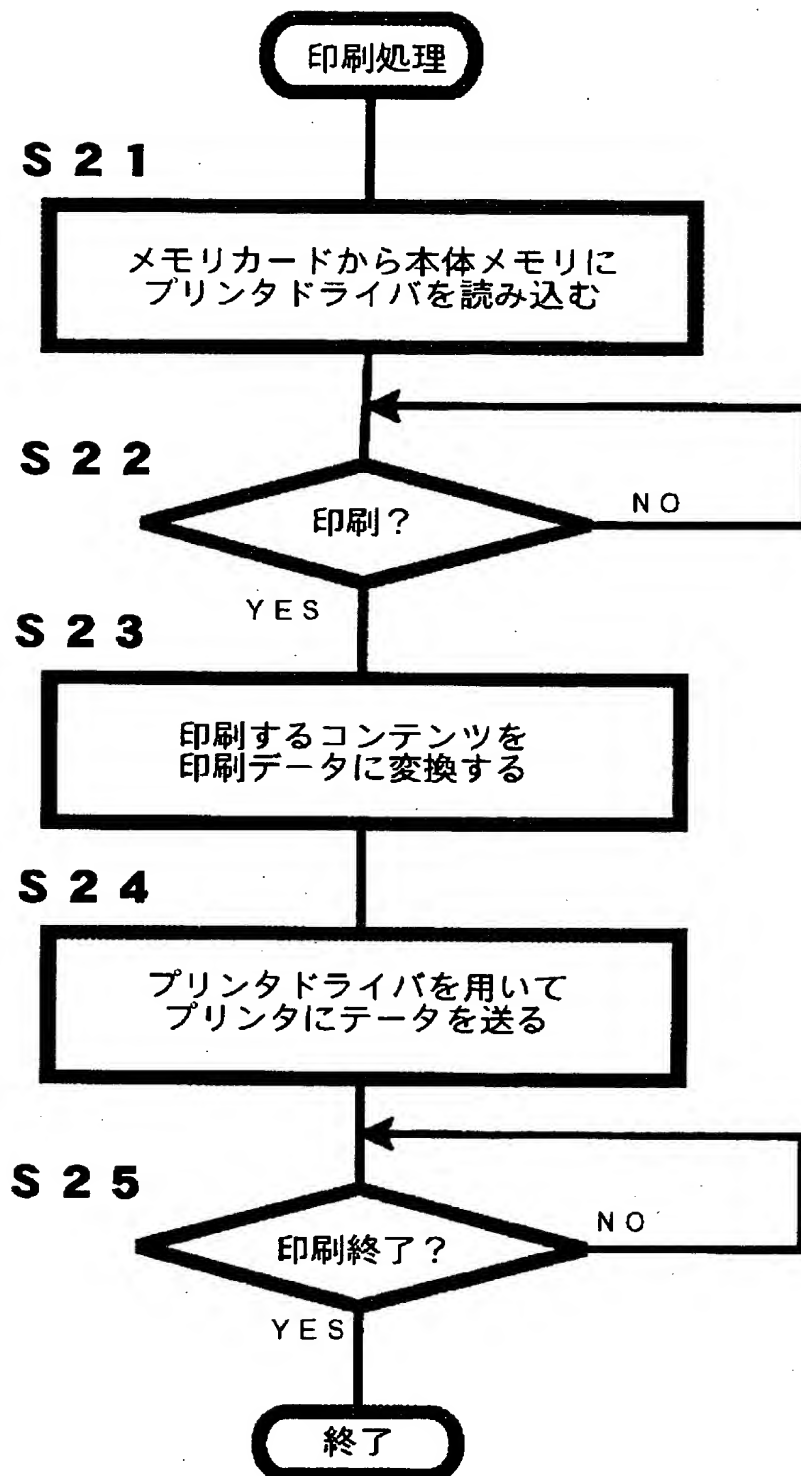 印刷処理
S21
メモリカードから本体メモリに
プリンタドライバを読み込む
S22
印刷？
NO
YES
S23
印刷するコンテンツを
印刷データに変換する
S24
プリンタドライバを用いて
プリンタにデータを送る
S25
印刷終了？
NO
YES
終了